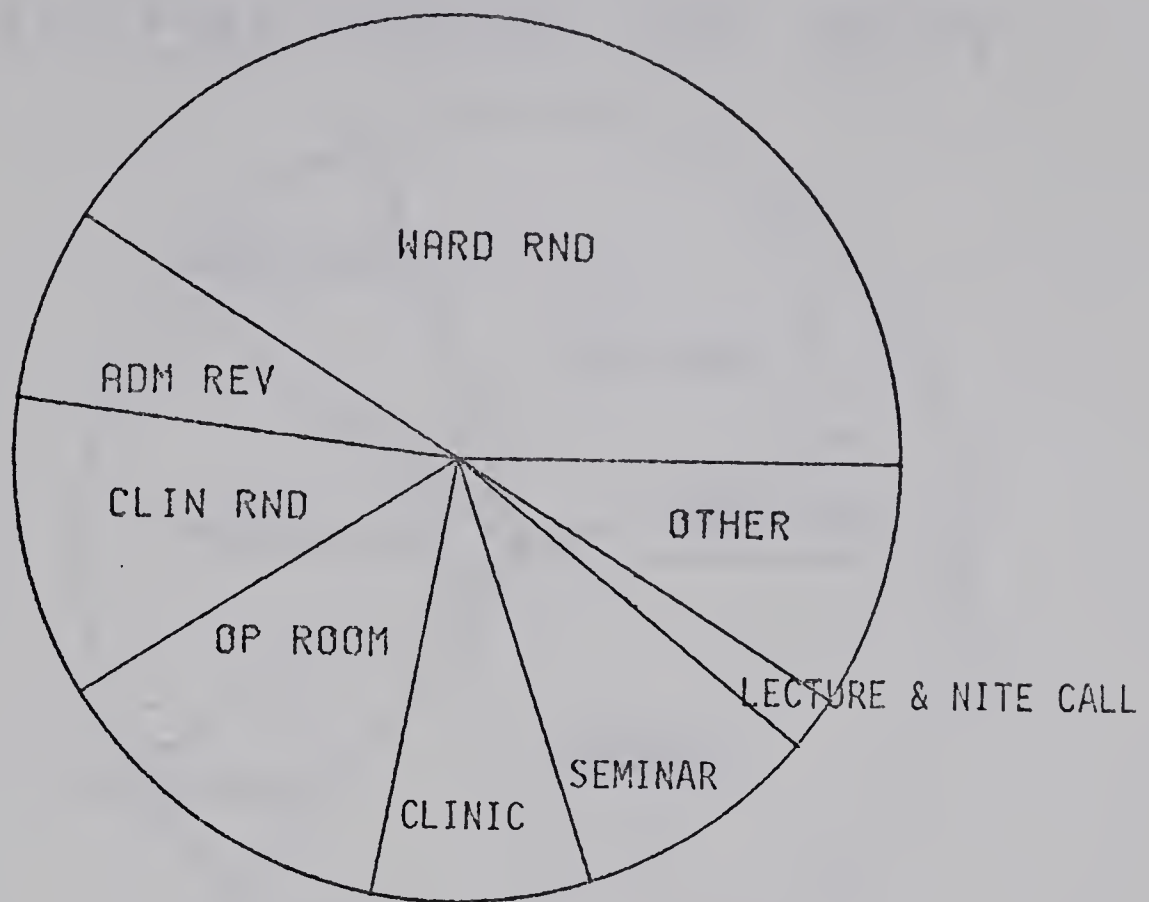 WARD RND
ADM REV
CLIN RND
OTHER
OP ROOM
LECTURE & NITE CALL
SEMINAR
CLINIC